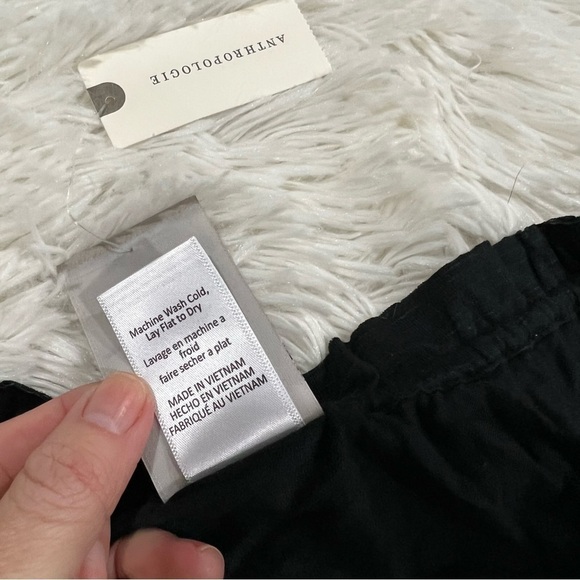 ANTHROPOLOGIE
Machine Wash Cold,
Lay Flat to Dry
Lavage en machine a
froid
faire secher a plat
MADE IN VIETNAM
HECHO EN VIETNAM
FABRIQUÉ AU VIETNAM